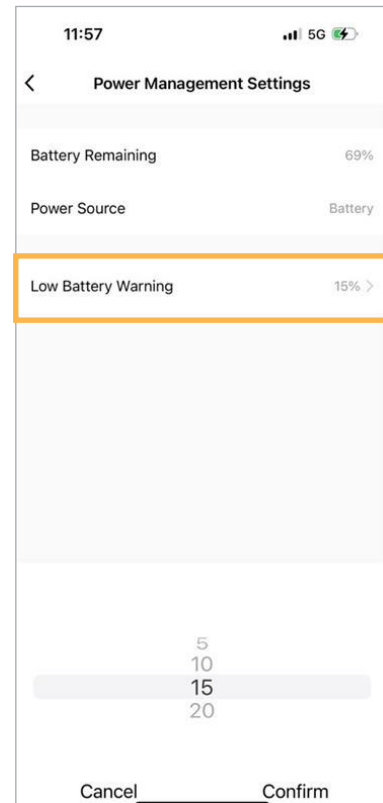 11:57 5G
Power Management Settings
Battery Remaining 69%
Power Source Battery
Low Battery Warning 15%
5
10
15
20
Cancel Confirm